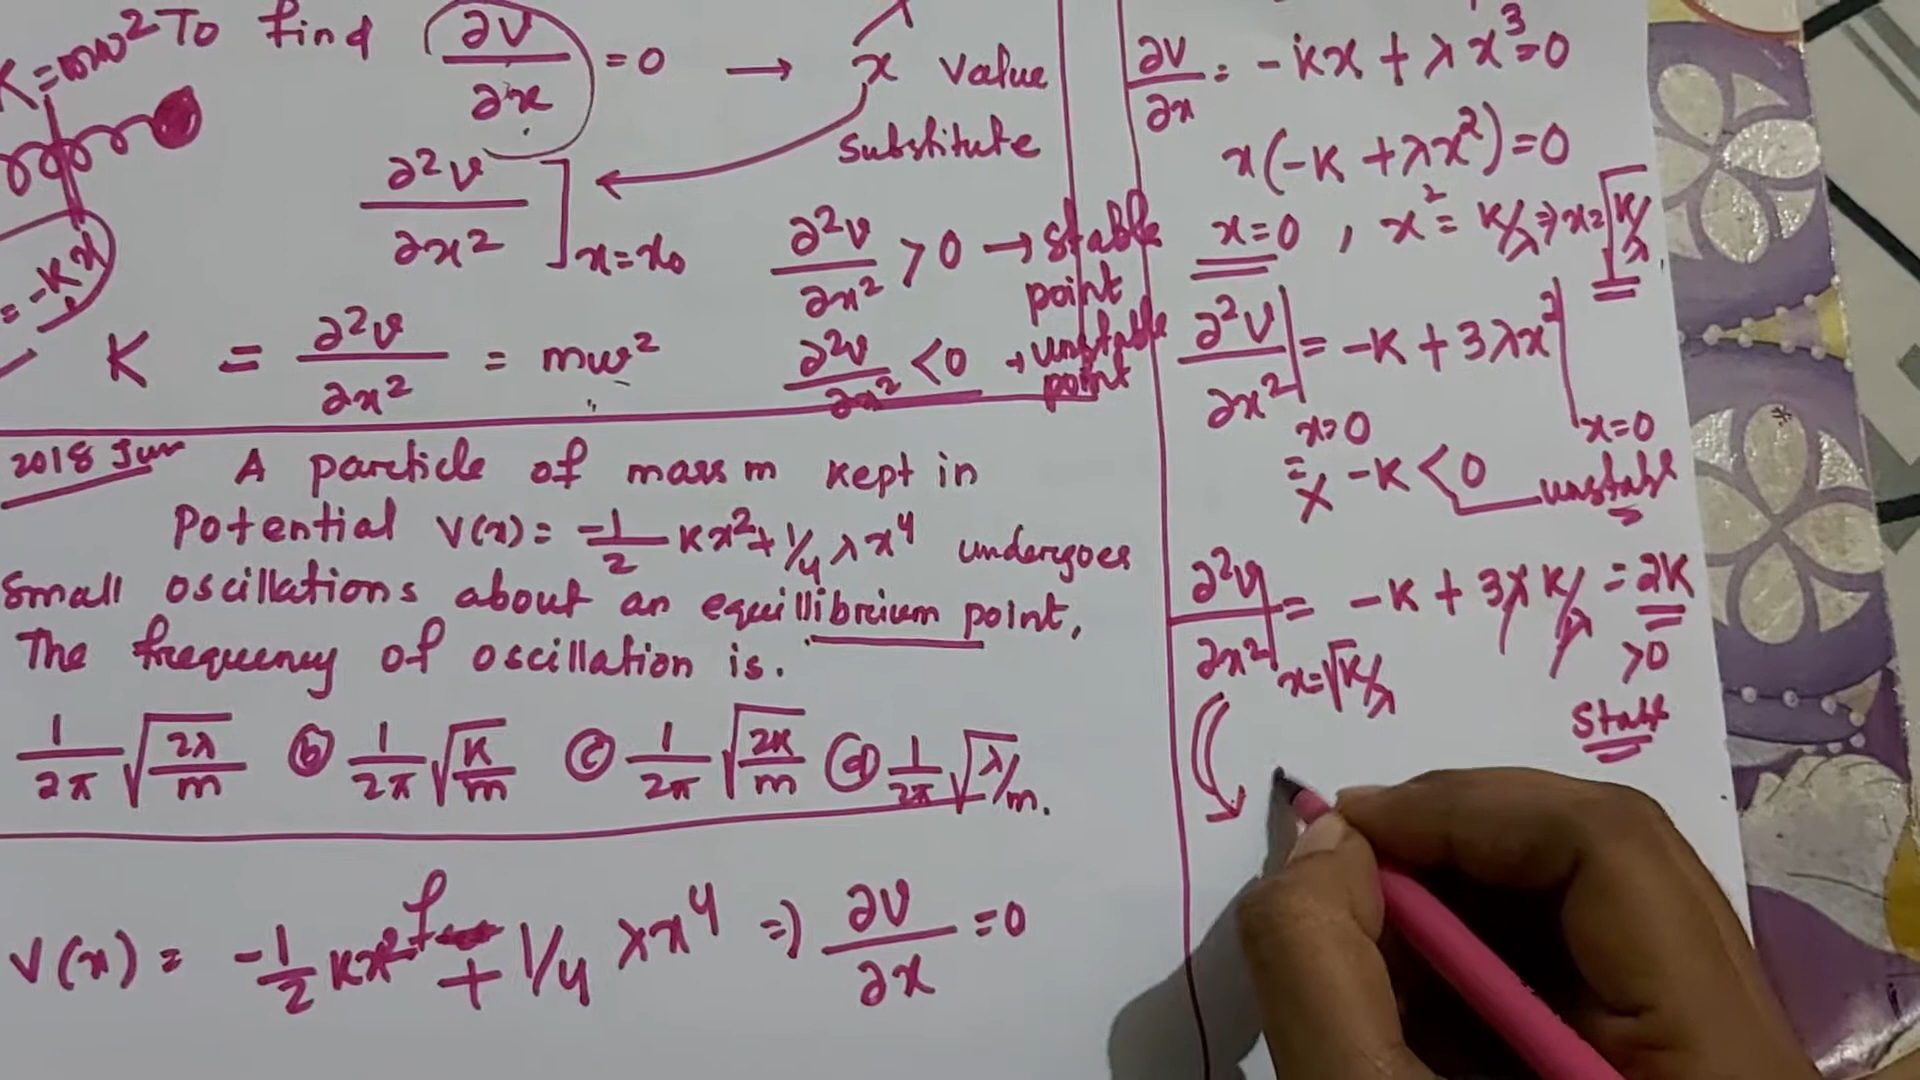 K=mω² To find ∂V/∂x =0 → x value
substitute
∂²V/∂x² ]x=x₀
=-Kx
∂²V/∂x² >0 → stable point
K = ∂²V/∂x² = mω²
∂²V/∂x² <0 → unstable point
2018 Jun A particle of mass m kept in
Potential V(x)= -1/2 Kx²+1/4 λx⁴ undergoes
Small oscillations about an equillibrium point,
The frequency of oscillation is.
1/2π √2λ/m ⓑ 1/2π √K/m ⓒ 1/2π √2K/m ⓓ 1/2π √λ/m.
V(x)= -1/2 Kx² + 1/4 λx⁴ => ∂V/∂x =0
∂V/∂x = -Kx + λx³=0
x(-K+λx²)=0
x=0, x²= K/λ => x=√K/λ
∂²V/∂x² |x=0 = -K+3λx² |x=0
= -K<0 unstabl
∂²V/∂x² |x=√K/λ = -K+3λK/λ =2K
>0
Stabl